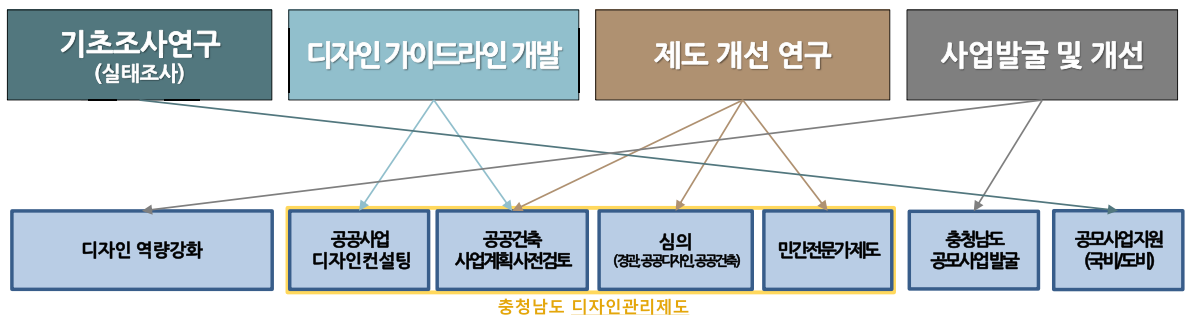 기초조사연구
(실태조사)
디자인 가이드라인 개발
제도 개선 연구
사업발굴 및 개선
디자인 역량강화
공공사업
디자인컨설팅
공공건축
사업계획사전검토
심의
(경관, 공공디자인, 공공건축)
민간전문가제도
충청남도
공모사업발굴
공모사업지원
(국비/도비)
충청남도 디자인관리제도